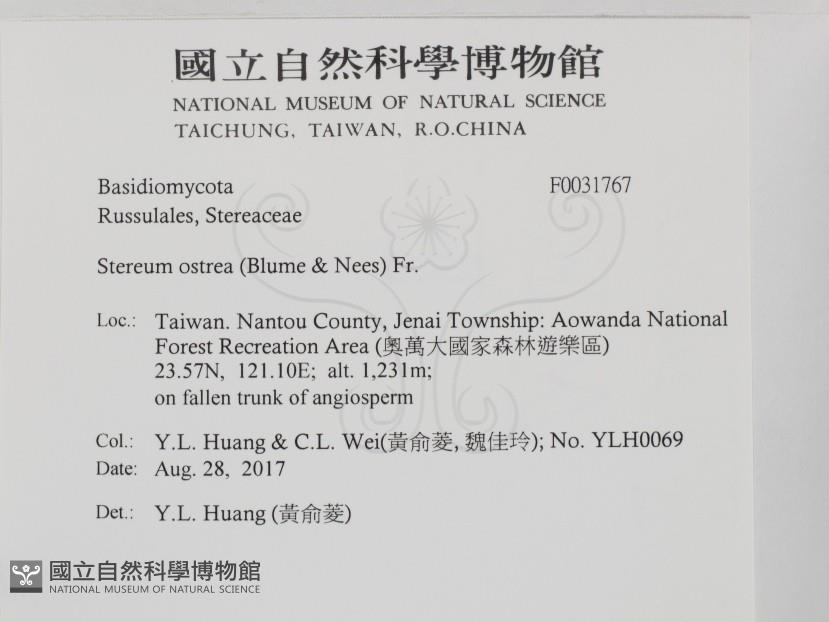 國立自然科學博物館
NATIONAL MUSEUM OF NATURAL SCIENCE
TAICHUNG, TAIWAN, R.O.CHINA
Basidiomycota F0031767
Russulales, Stereaceae
Stereum ostrea (Blume & Nees) Fr.
Loc.: Taiwan. Nantou County, Jenai Township: Aowanda National
Forest Recreation Area (奧萬大國家森林遊樂區)
23.57N, 121.10E; alt. 1,231m;
on fallen trunk of angiosperm
Col.: Y.L. Huang & C.L. Wei(黃俞菱, 魏佳玲); No. YLH0069
Date: Aug. 28, 2017
Det.: Y.L. Huang (黃俞菱)
國立自然科學博物館
NATIONAL MUSEUM OF NATURAL SCIENCE